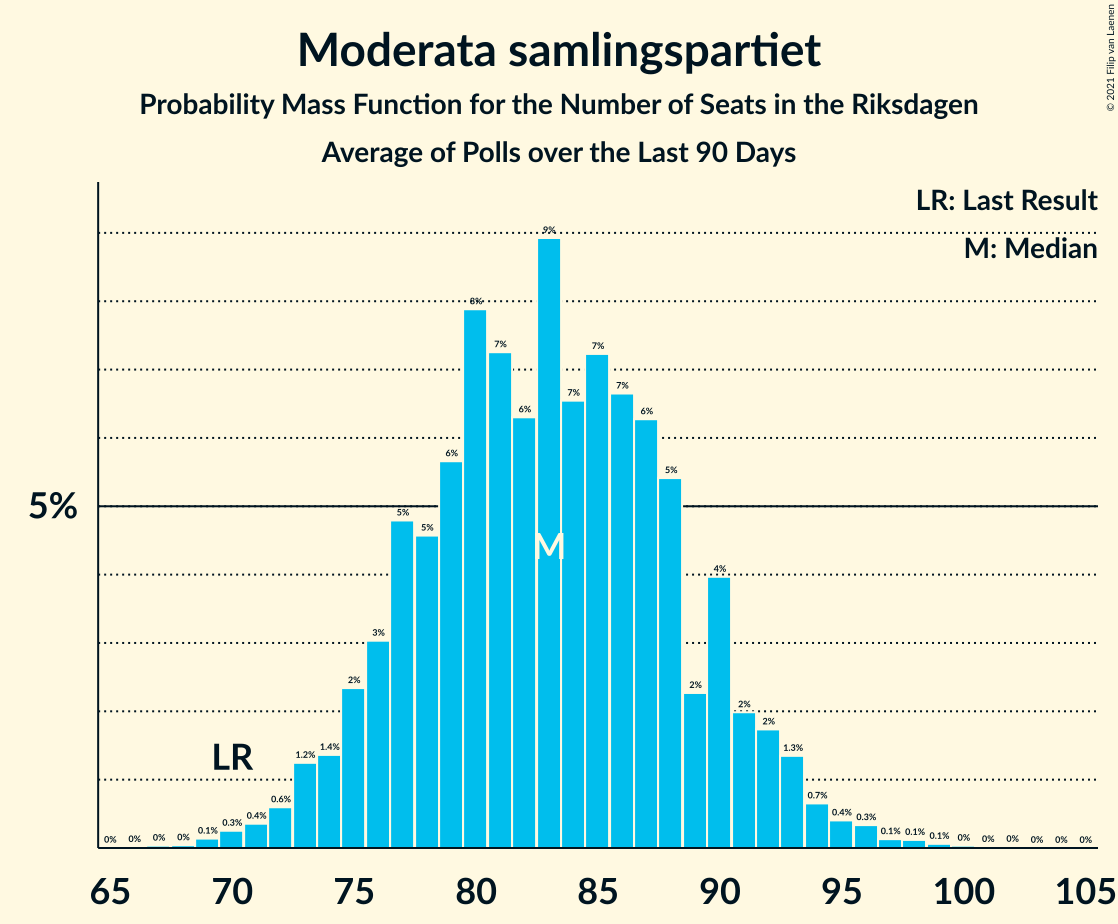 Moderata samlingspartiet
Probability Mass Function for the Number of Seats in the Riksdagen
Average of Polls over the Last 90 Days
© 2021 Filip van Laenen
LR: Last Result
M: Median
5%
LR
M
0% 0% 0% 0% 0.1% 0.3% 0.4% 0.6% 1.2% 1.4% 2% 3% 5% 5% 6% 8% 7% 6% 9% 7% 7% 7% 6% 5% 2% 4% 2% 2% 1.3% 0.7% 0.4% 0.3% 0.1% 0.1% 0.1% 0% 0% 0% 0% 0% 0%
65 70 75 80 85 90 95 100 105